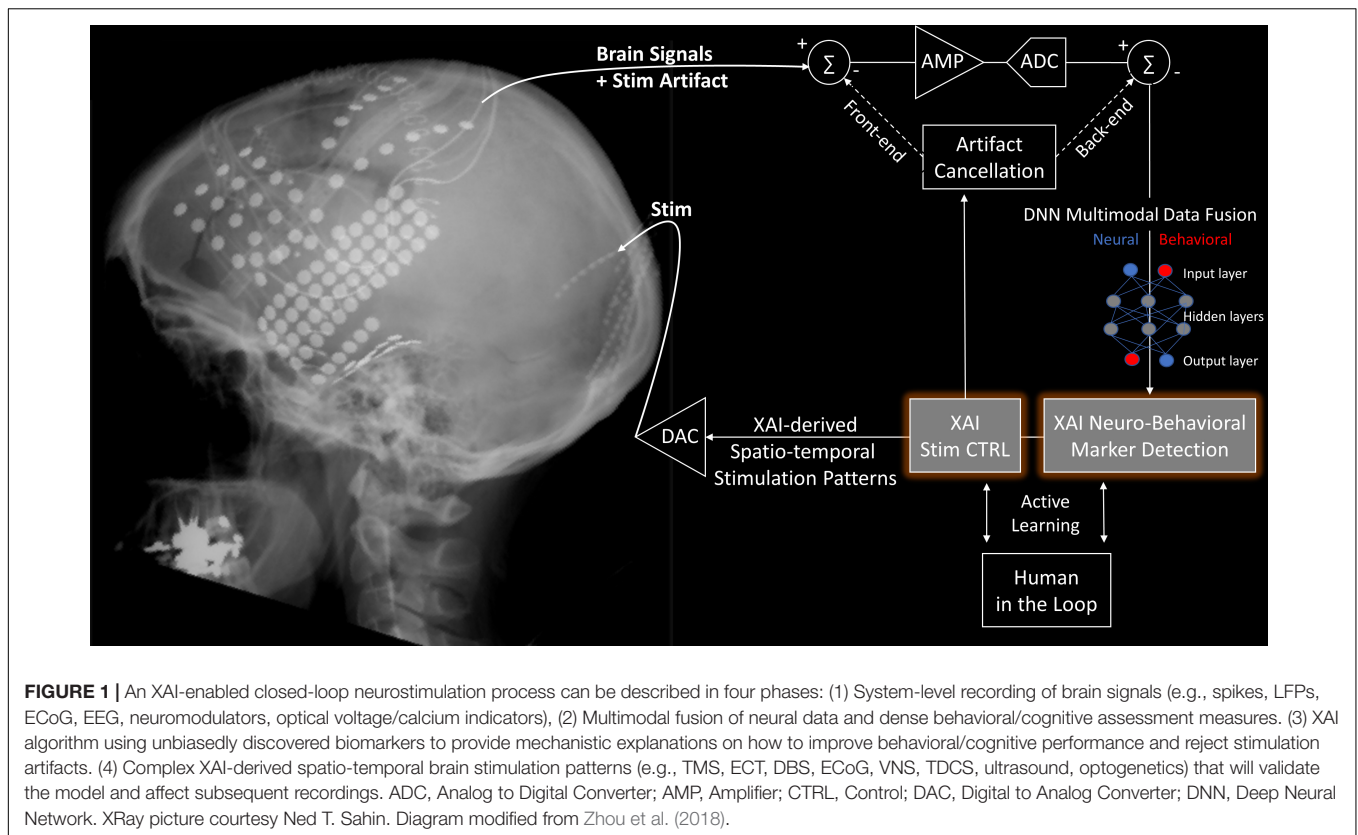 Brain Signals
+ Stim Artifact
+
Σ
-
AMP
ADC
+
Σ
-
Front-end
Back-end
Artifact
Cancellation
Stim
DNN Multimodal Data Fusion
Neural
Behavioral
Input layer
Hidden layers
Output layer
DAC
XAI-derived
Spatio-temporal
Stimulation Patterns
XAI
Stim CTRL
XAI Neuro-Behavioral
Marker Detection
Active
Learning
Human
in the Loop
FIGURE 1 | An XAI-enabled closed-loop neurostimulation process can be described in four phases: (1) System-level recording of brain signals (e.g., spikes, LFPs,
ECoG, EEG, neuromodulators, optical voltage/calcium indicators), (2) Multimodal fusion of neural data and dense behavioral/cognitive assessment measures. (3) XAI
algorithm using unbiasedly discovered biomarkers to provide mechanistic explanations on how to improve behavioral/cognitive performance and reject stimulation
artifacts. (4) Complex XAI-derived spatio-temporal brain stimulation patterns (e.g., TMS, ECT, DBS, ECoG, VNS, TDCS, ultrasound, optogenetics) that will validate
the model and affect subsequent recordings. ADC, Analog to Digital Converter; AMP, Amplifier; CTRL, Control; DAC, Digital to Analog Converter; DNN, Deep Neural
Network. XRay picture courtesy Ned T. Sahin. Diagram modified from Zhou et al. (2018).